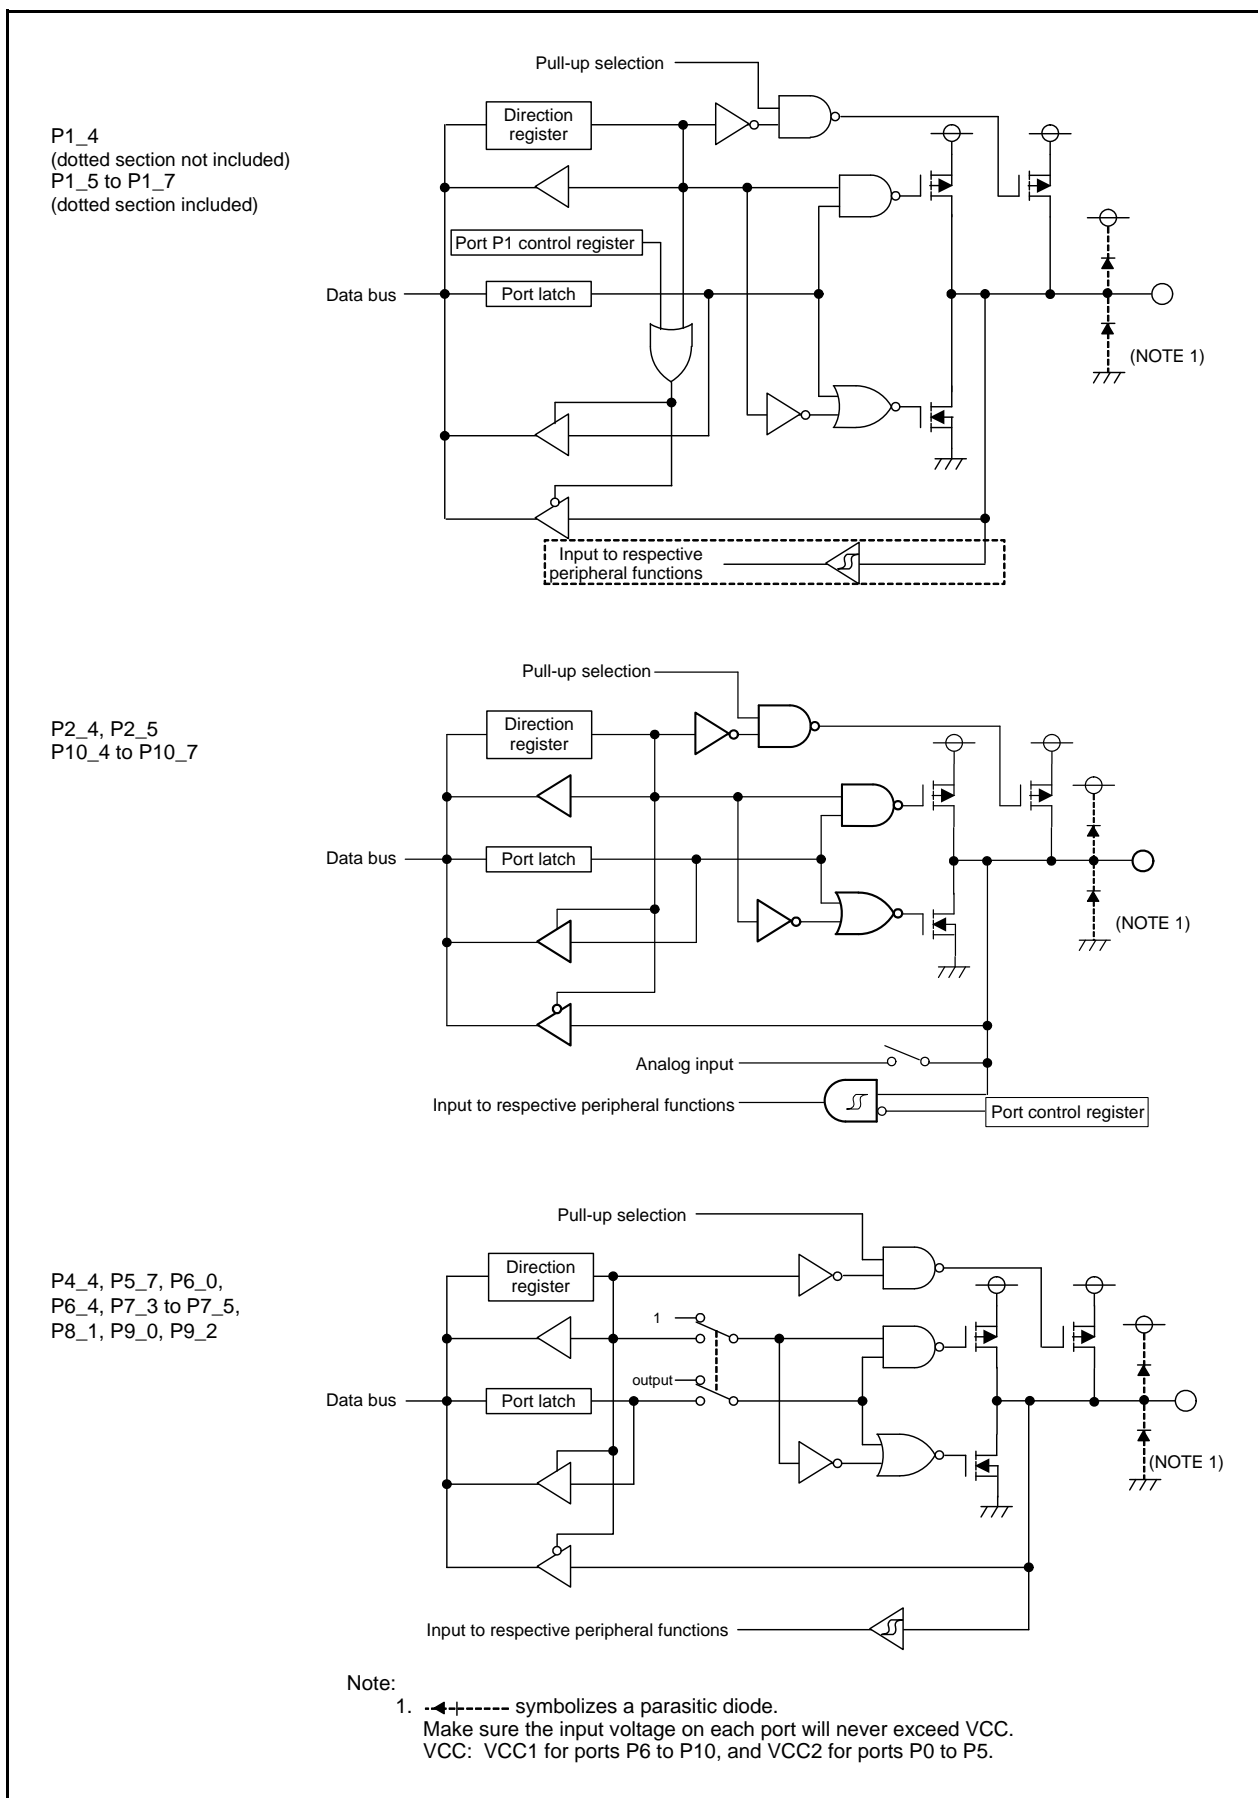 Pull-up selection
Direction
register
P1_4
(dotted section not included)
P1_5 to P1_7
(dotted section included)
Port P1 control register
Data bus
Port latch
(NOTE 1)
Input to respective
peripheral functions
Pull-up selection
P2_4, P2_5
P10_4 to P10_7
Direction
register
Data bus
Port latch
(NOTE 1)
Analog input
Input to respective peripheral functions
Port control register
Pull-up selection
P4_4, P5_7, P6_0,
P6_4, P7_3 to P7_5,
P8_1, P9_0, P9_2
Direction
register
1
output
Data bus
Port latch
(NOTE 1)
Input to respective peripheral functions
Note:
1. symbolizes a parasitic diode.
Make sure the input voltage on each port will never exceed VCC.
VCC: VCC1 for ports P6 to P10, and VCC2 for ports P0 to P5.